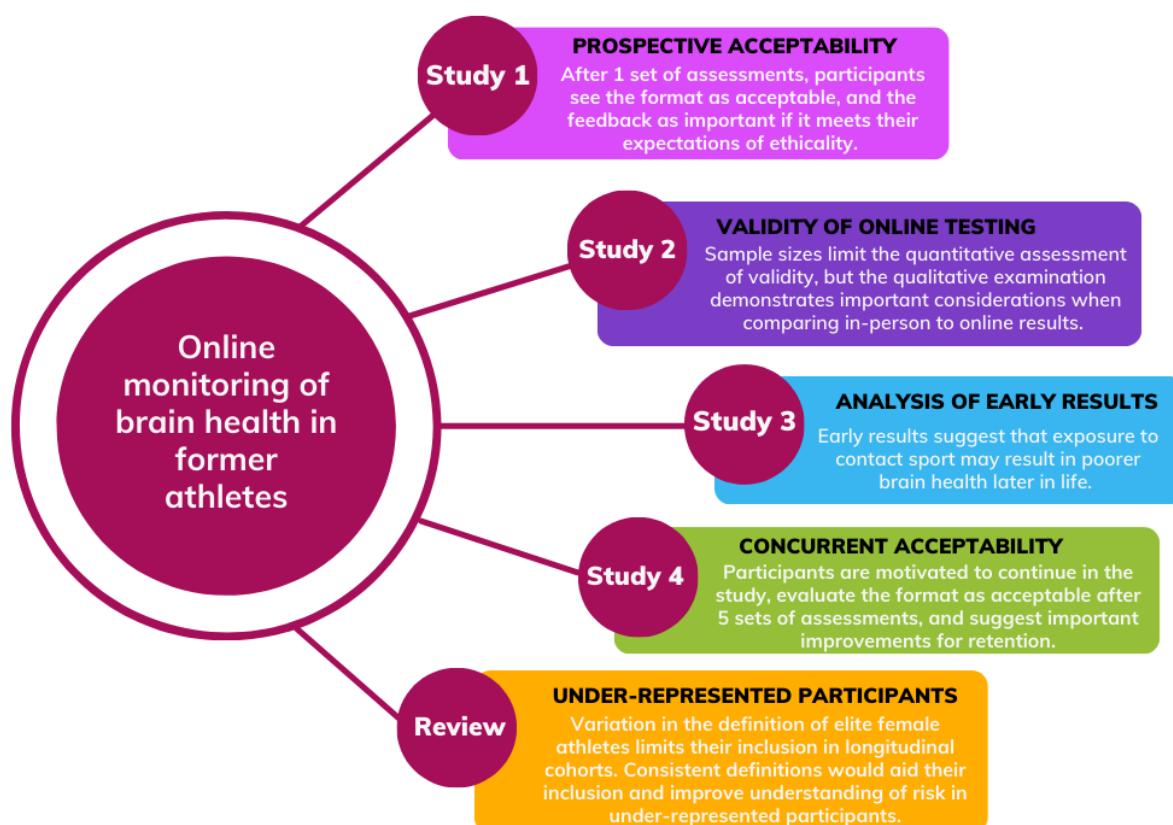 Online
monitoring of
brain health in
former
athletes
Study 1
PROSPECTIVE ACCEPTABILITY
After 1 set of assessments, participants
see the format as acceptable, and the
feedback as important if it meets their
expectations of ethicality.
Study 2
VALIDITY OF ONLINE TESTING
Sample sizes limit the quantitative assessment
of validity, but the qualitative examination
demonstrates important considerations when
comparing in-person to online results.
Study 3
ANALYSIS OF EARLY RESULTS
Early results suggest that exposure to
contact sport may result in poorer
brain health later in life.
Study 4
CONCURRENT ACCEPTABILITY
Participants are motivated to continue in the
study, evaluate the format as acceptable after
5 sets of assessments, and suggest important
improvements for retention.
Review
UNDER-REPRESENTED PARTICIPANTS
Variation in the definition of elite female
athletes limits their inclusion in longitudinal
cohorts. Consistent definitions would aid their
inclusion and improve understanding of risk in
under-represented participants.